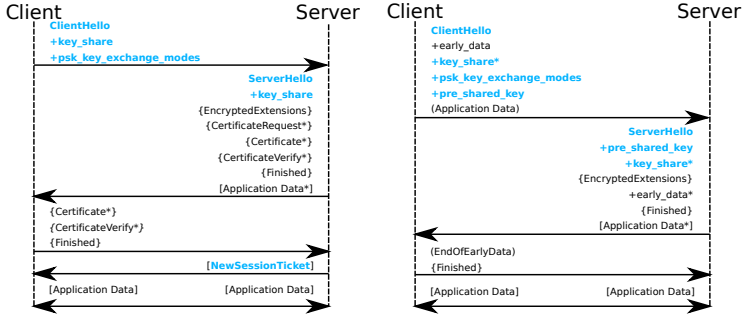 Client
Server
ClientHello
+key_share
+psk_key_exchange_modes
ServerHello
+key_share
{EncryptedExtensions}
{CertificateRequest*}
{Certificate*}
{CertificateVerify*}
{Finished}
[Application Data*]
{Certificate*}
{CertificateVerify*}
{Finished}
[NewSessionTicket]
[Application Data]
[Application Data]
Client
Server
ClientHello
+early_data
+key_share*
+psk_key_exchange_modes
+pre_shared_key
(Application Data)
ServerHello
+pre_shared_key
+key_share*
{EncryptedExtensions}
+early_data*
{Finished}
[Application Data*]
(EndOfEarlyData)
{Finished}
[Application Data]
[Application Data]